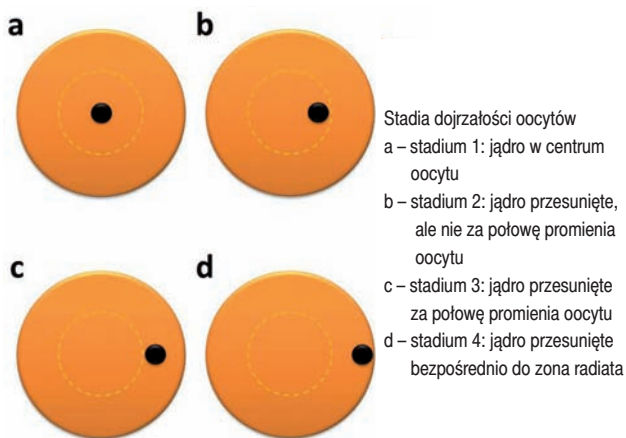 a
b
c
d
Stadia dojrzałości oocytów
a – stadium 1: jądro w centrum
oocytu
b – stadium 2: jądro przesunięte,
ale nie za połowę promienia
oocytu
c – stadium 3: jądro przesunięte
za połowę promienia oocytu
d – stadium 4: jądro przesunięte
bezpośrednio do zona radiata